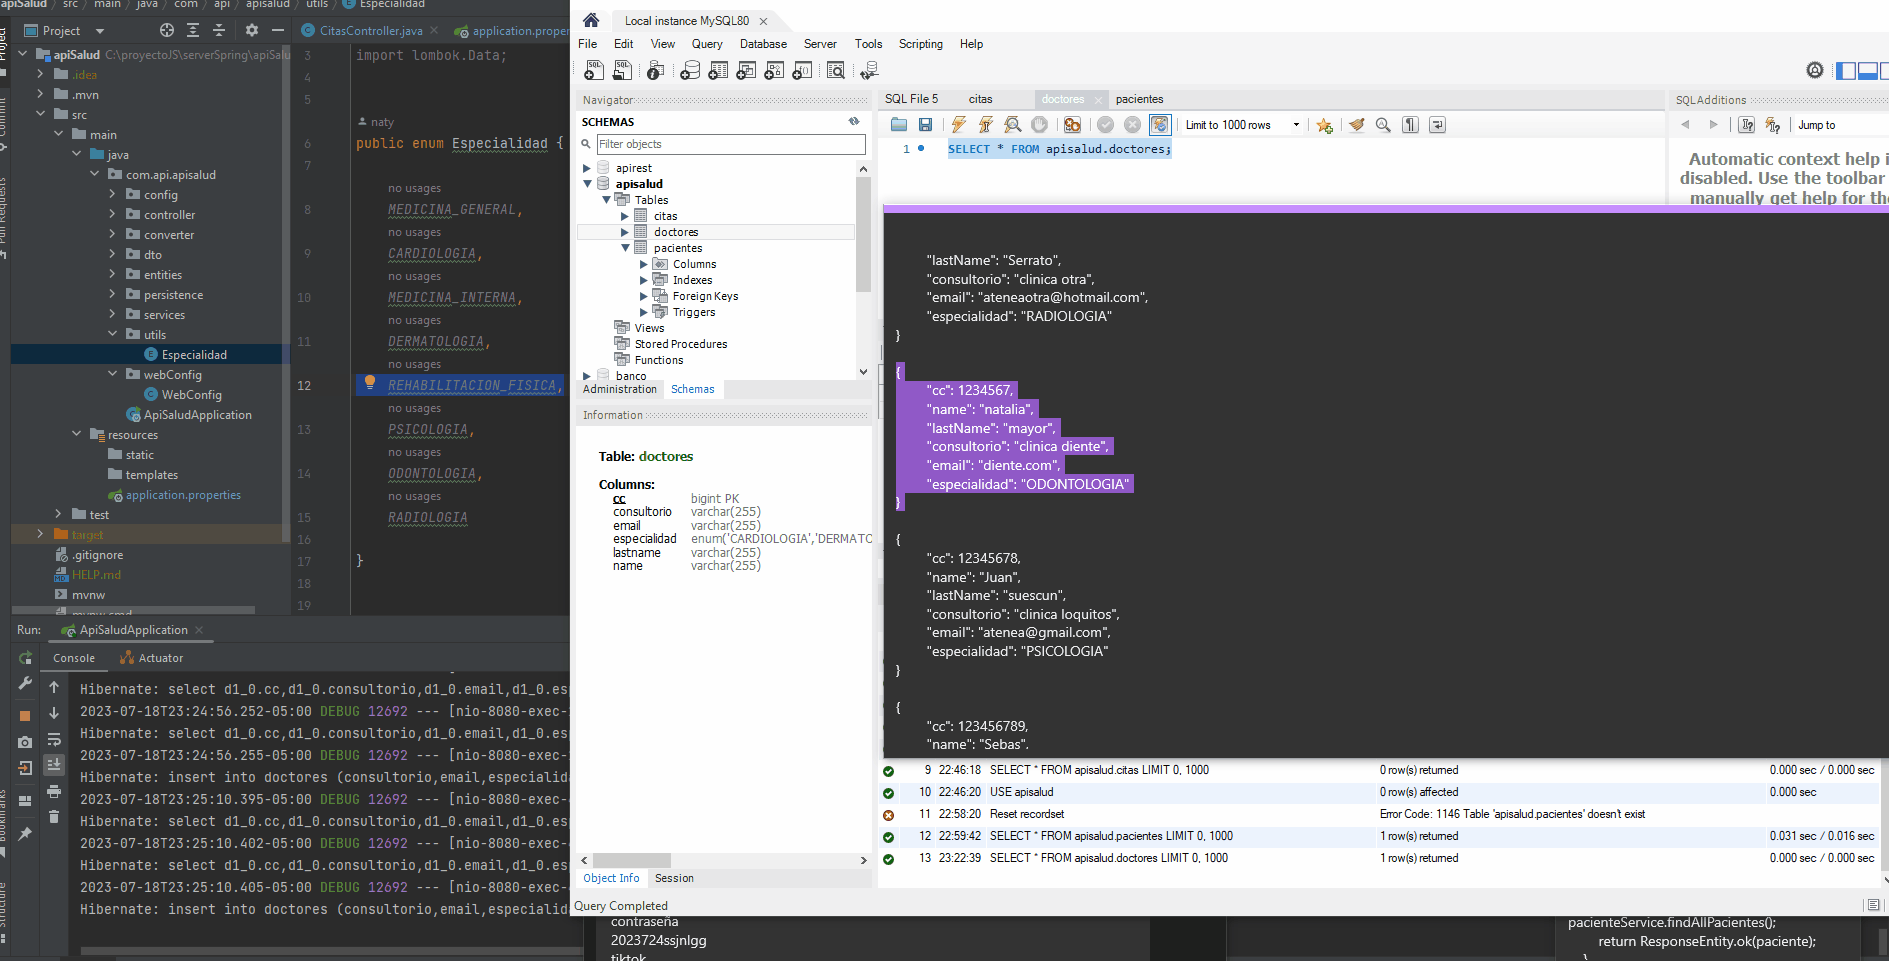 apiSalud  src  main  java  com  api  apisalud  utils  Especialidad
Project
CitasController.java
application.proper
apiSalud C:\proyectoJS\serverSpring\apiSalu
.idea
.mvn
src
main
java
com.api.apisalud
config
controller
converter
dto
entities
persistence
services
utils
Especialidad
webConfig
WebConfig
ApiSaludApplication
resources
static
templates
application.properties
test
target
.gitignore
HELP.md
mvnw
mvnw.cmd
Project
Commit
Pull Requests
3 import lombok.Data;
4
5
naty
6 public enum Especialidad {
7
no usages
8 MEDICINA_GENERAL,
no usages
9 CARDIOLOGIA,
no usages
10 MEDICINA_INTERNA,
no usages
11 DERMATOLOGIA,
no usages
12 REHABILITACION_FISICA,
no usages
13 PSICOLOGIA,
no usages
14 ODONTOLOGIA,
no usages
15 RADIOLOGIA
16
17 }
18
19
Run: ApiSaludApplication
Console Actuator
Hibernate: select d1_0.cc,d1_0.consultorio,d1_0.email,d1_0.es
2023-07-18T23:24:56.252-05:00 DEBUG 12692 --- [nio-8080-exec-
Hibernate: select d1_0.cc,d1_0.consultorio,d1_0.email,d1_0.es
2023-07-18T23:24:56.255-05:00 DEBUG 12692 --- [nio-8080-exec-
Hibernate: insert into doctores (consultorio,email,especialid
2023-07-18T23:25:10.395-05:00 DEBUG 12692 --- [nio-8080-exec-
Hibernate: select d1_0.cc,d1_0.consultorio,d1_0.email,d1_0.es
2023-07-18T23:25:10.402-05:00 DEBUG 12692 --- [nio-8080-exec-
Hibernate: select d1_0.cc,d1_0.consultorio,d1_0.email,d1_0.es
2023-07-18T23:25:10.405-05:00 DEBUG 12692 --- [nio-8080-exec-
Hibernate: insert into doctores (consultorio,email,especialid
Bookmarks
Structure
Local instance MySQL80
File Edit View Query Database Server Tools Scripting Help
Navigator
SCHEMAS
Filter objects
apirest
apisalud
Tables
citas
doctores
pacientes
Columns
Indexes
Foreign Keys
Triggers
Views
Stored Procedures
Functions
banco
Administration Schemas
Information
Table: doctores
Columns:
cc bigint PK
consultorio varchar(255)
email varchar(255)
especialidad enum('CARDIOLOGIA','DERMATO
lastname varchar(255)
name varchar(255)
Object Info Session
Query Completed
SQL File 5 citas doctores pacientes
Limit to 1000 rows
1 SELECT * FROM apisalud.doctores;
SQLAdditions
Jump to
Automatic context help i
disabled. Use the toolbar
manually get help for the
"lastName": "Serrato",
"consultorio": "clinica otra",
"email": "ateneaotra@hotmail.com",
"especialidad": "RADIOLOGIA"
}
{
"cc": 1234567,
"name": "natalia",
"lastName": "mayor",
"consultorio": "clinica diente",
"email": "diente.com",
"especialidad": "ODONTOLOGIA"
}
{
"cc": 12345678,
"name": "Juan",
"lastName": "suescun",
"consultorio": "clinica loquitos",
"email": "atenea@gmail.com",
"especialidad": "PSICOLOGIA"
}
{
"cc": 123456789,
"name": "Sebas".
9 22:46:18 SELECT * FROM apisalud.citas LIMIT 0, 1000 0 row(s) returned 0.000 sec / 0.000 sec
10 22:46:20 USE apisalud 0 row(s) affected 0.000 sec
11 22:58:20 Reset recordset Error Code: 1146 Table 'apisalud.pacientes' doesn't exist
12 22:59:42 SELECT * FROM apisalud.pacientes LIMIT 0, 1000 1 row(s) returned 0.031 sec / 0.016 sec
13 23:22:39 SELECT * FROM apisalud.doctores LIMIT 0, 1000 1 row(s) returned 0.000 sec / 0.000 sec
contraseña
2023724ssjnlgg
tiktok
pacienteService.findAllPacientes();
return ResponseEntity.ok(paciente);
}